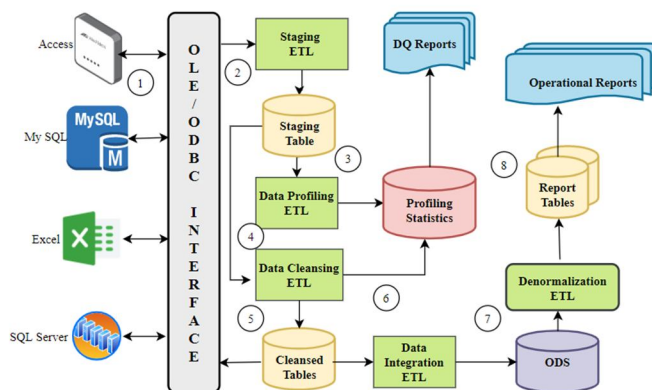 Access
1
My SQL
MySQL
M
Excel
X
SQL Server
OLE/ODBC INTERFACE
2
Staging
ETL
Staging
Table
3
Data Profiling
ETL
4
Data Cleansing
ETL
5
Cleansed
Tables
DQ Reports
Profiling
Statistics
6
Data
Integration
ETL
Operational Reports
8
Report
Tables
Denormalization
ETL
7
ODS